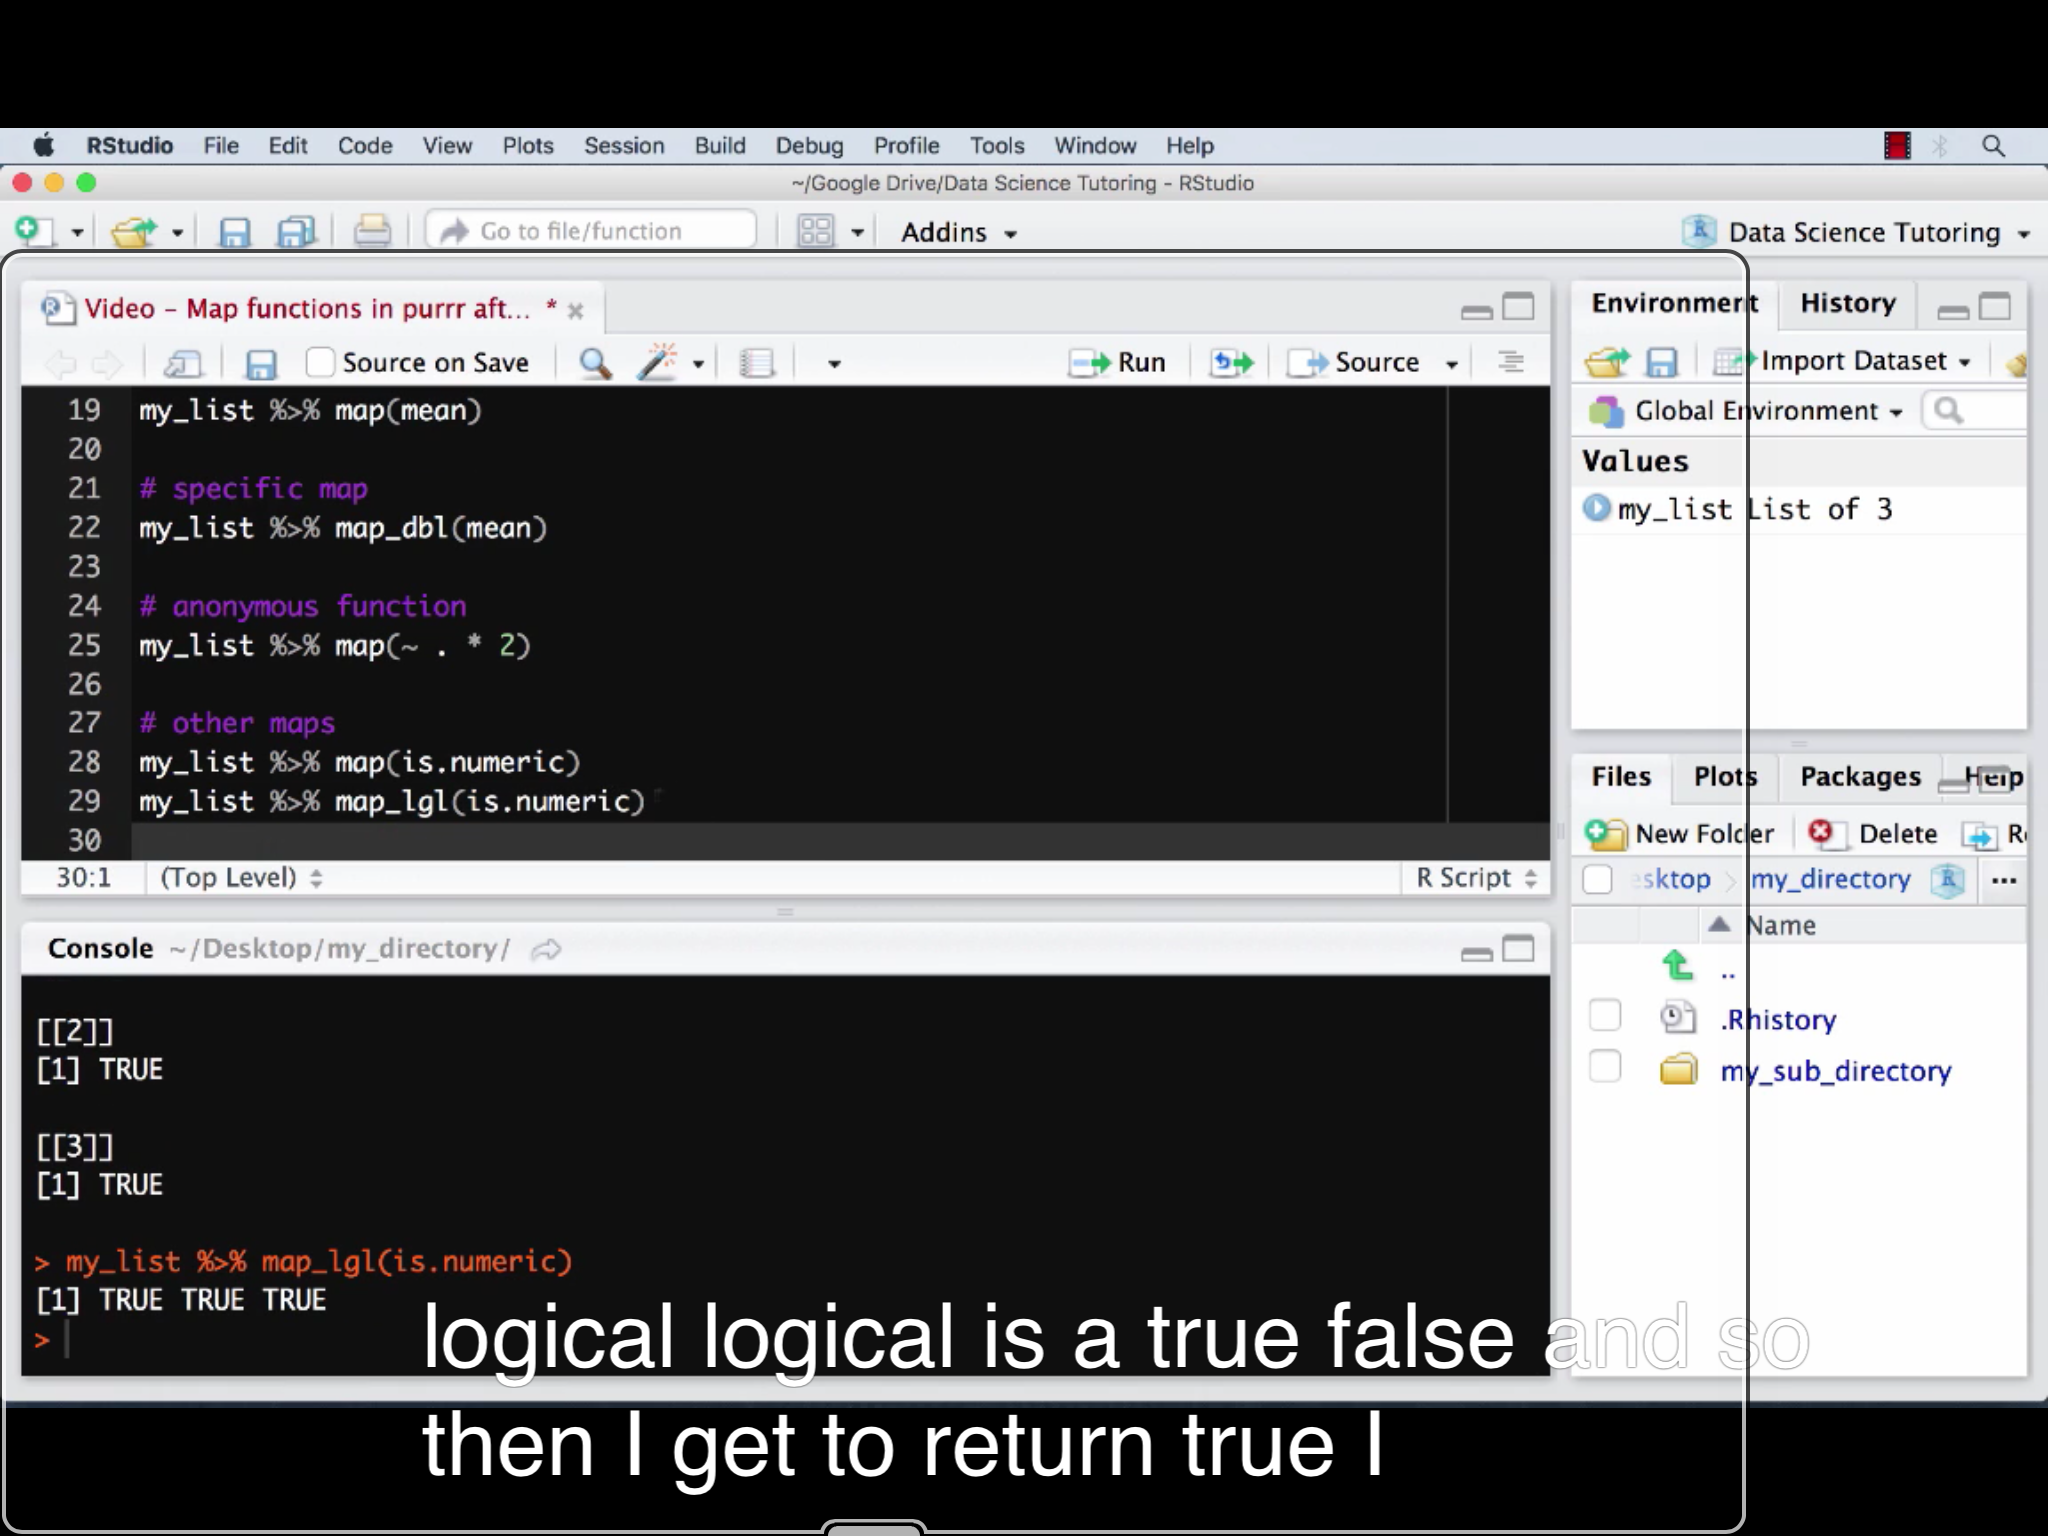 RStudio File Edit Code View Plots Session Build Debug Profile Tools Window Help
~/Google Drive/Data Science Tutoring - RStudio
Go to file/function Addins Data Science Tutoring
Video - Map functions in purrr aft... *
Source on Save Run Source
19 my_list %>% map(mean)
20
21 # specific map
22 my_list %>% map_dbl(mean)
23
24 # anonymous function
25 my_list %>% map(~ . * 2)
26
27 # other maps
28 my_list %>% map(is.numeric)
29 my_list %>% map_lgl(is.numeric)
30
30:1 (Top Level) R Script
Console ~/Desktop/my_directory/
[[2]]
[1] TRUE
[[3]]
[1] TRUE
> my_list %>% map_lgl(is.numeric)
[1] TRUE TRUE TRUE
>
Environment History
Import Dataset
Global Environment
Values
my_list List of 3
Files Plots Packages Help
New Folder Delete
esktop my_directory ...
Name
..
.Rhistory
my_sub_directory
logical logical is a true false and so
then I get to return true I